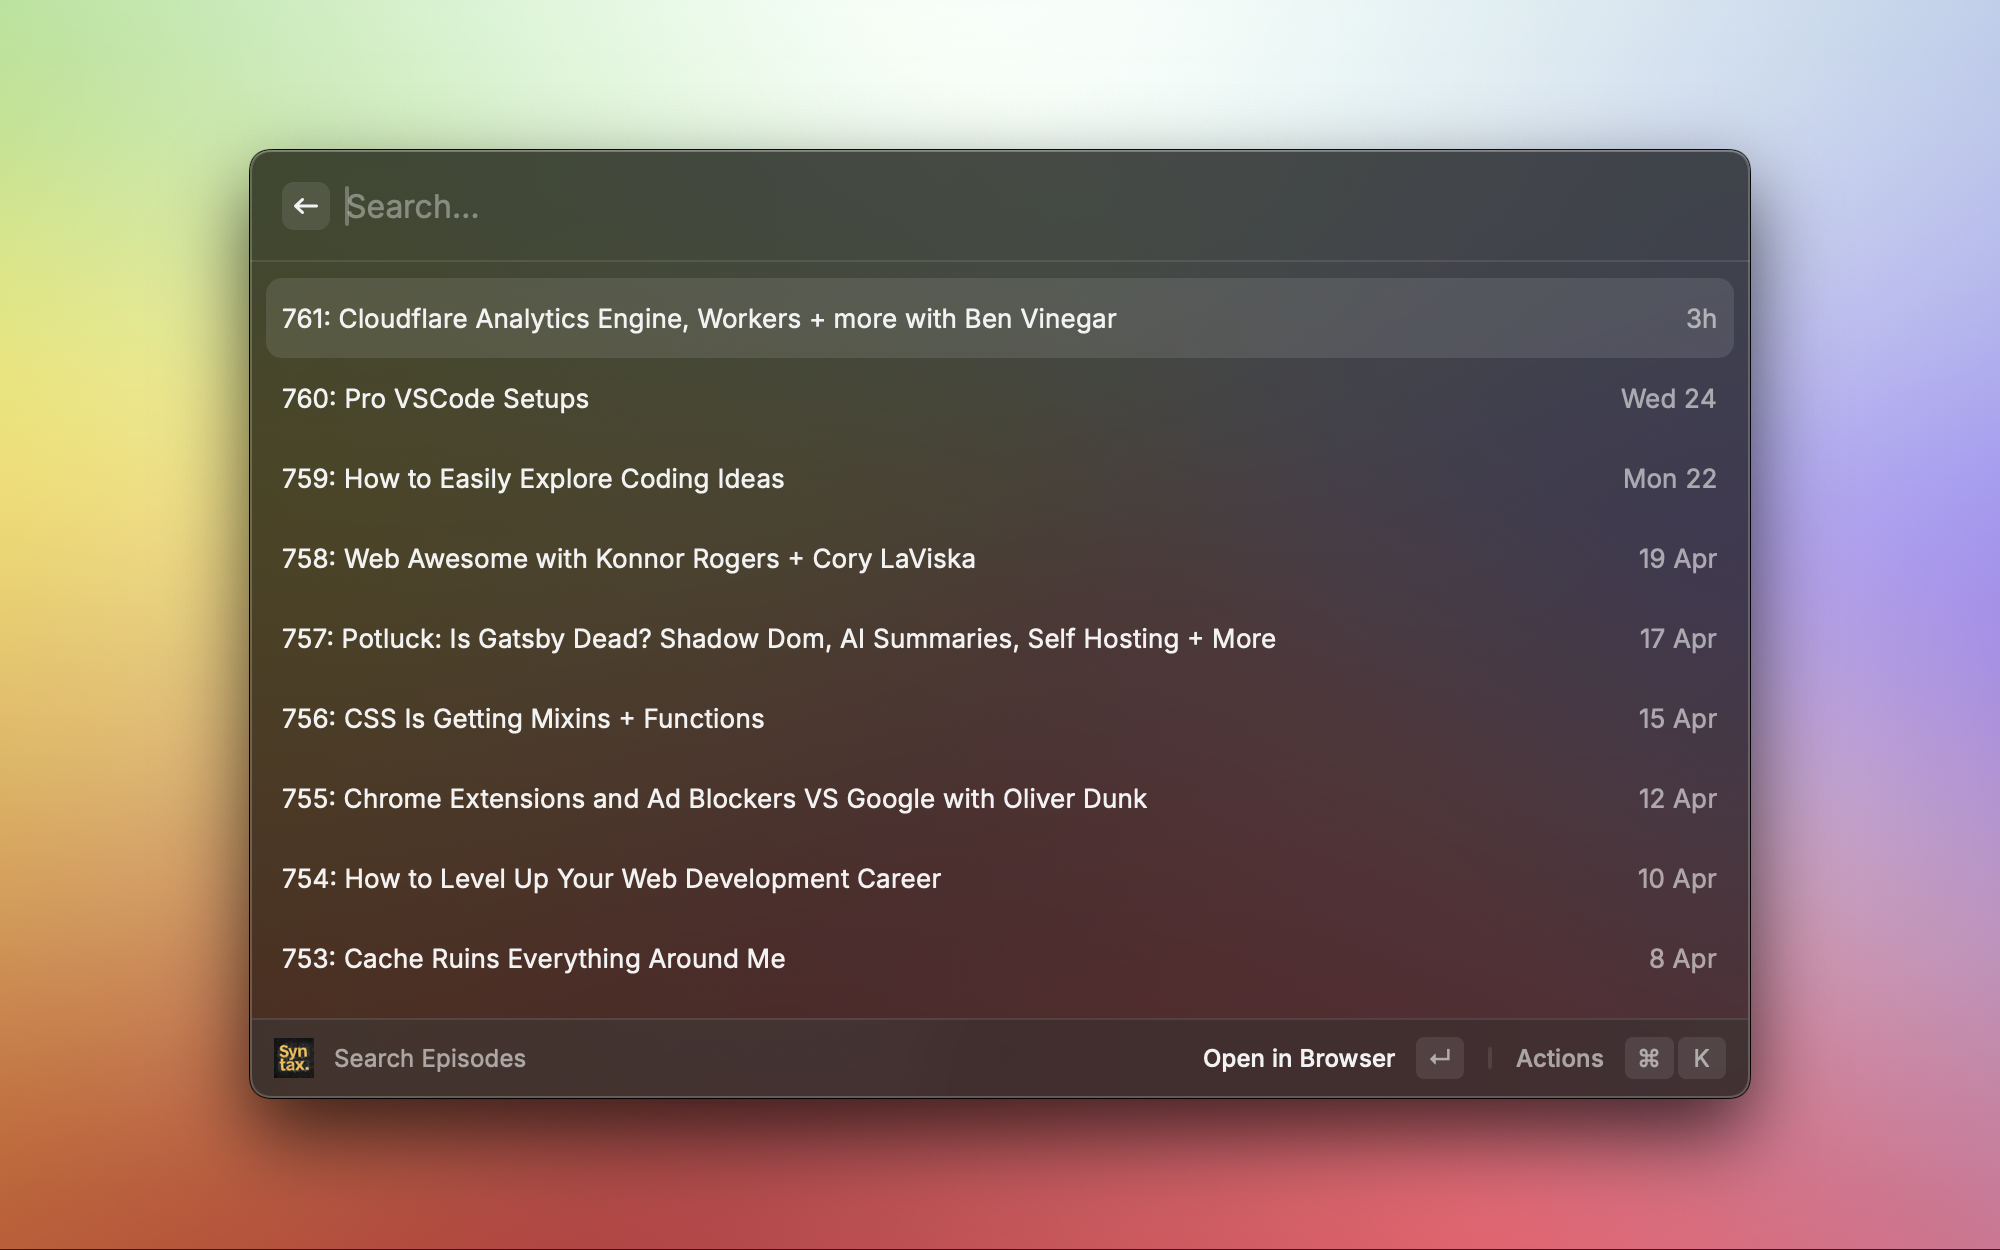 Search...
761: Cloudflare Analytics Engine, Workers + more with Ben Vinegar 3h
760: Pro VSCode Setups Wed 24
759: How to Easily Explore Coding Ideas Mon 22
758: Web Awesome with Konnor Rogers + Cory LaViska 19 Apr
757: Potluck: Is Gatsby Dead? Shadow Dom, AI Summaries, Self Hosting + More 17 Apr
756: CSS Is Getting Mixins + Functions 15 Apr
755: Chrome Extensions and Ad Blockers VS Google with Oliver Dunk 12 Apr
754: How to Level Up Your Web Development Career 10 Apr
753: Cache Ruins Everything Around Me 8 Apr
Syn
tax.
Search Episodes Open in Browser ↵ Actions ⌘ K